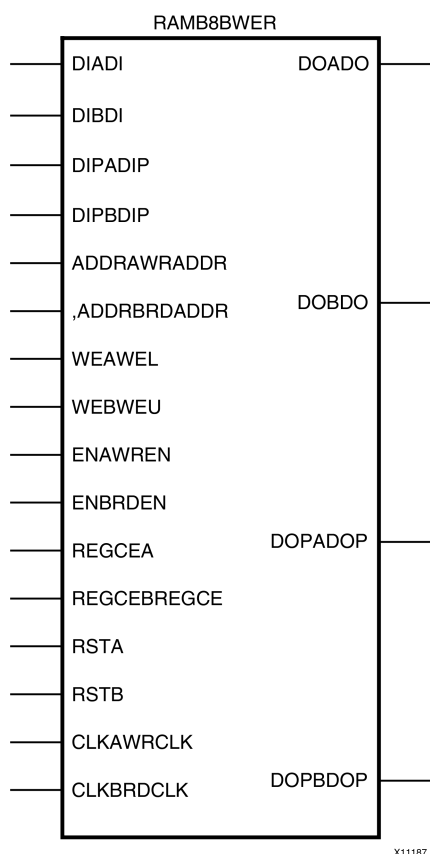 RAMB8BWER
DIADI
DOADO
DIBDI
DIPADIP
DIPBDIP
ADDRAWRADDR
,ADDRBRDADDR
DOBDO
WEAWEL
WEBWEU
ENAWREN
ENBRDEN
REGCEA
DOPADOP
REGCEBREGCE
RSTA
RSTB
CLKAWRCLK
CLKBRDCLK
DOPBDOP
X11187